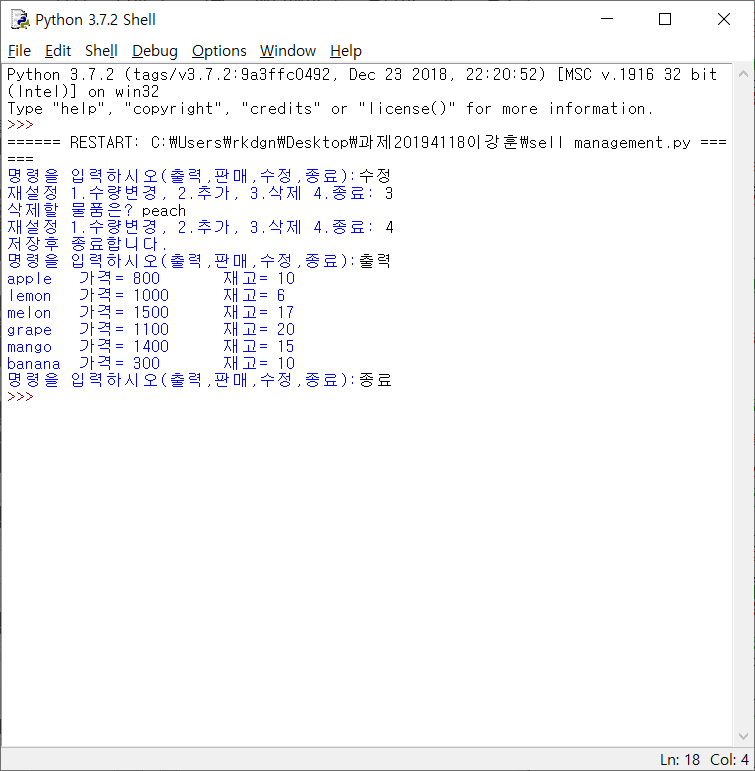 Python 3.7.2 Shell
File Edit Shell Debug Options Window Help
Python 3.7.2 (tags/v3.7.2:9a3ffc0492, Dec 23 2018, 22:20:52) [MSC v.1916 32 bit
(Intel)] on win32
Type "help", "copyright", "credits" or "license()" for more information.
>>>
====== RESTART: C:₩Users₩rkdgn₩Desktop₩과제20194118이강훈₩sell management.py ===
===
명령을 입력하시오(출력,판매,수정,종료):수정
재설정 1.수량변경, 2.추가, 3.삭제 4.종료: 3
삭제할 물품은? peach
재설정 1.수량변경, 2.추가, 3.삭제 4.종료: 4
저장후 종료합니다.
명령을 입력하시오(출력,판매,수정,종료):출력
apple 가격= 800 재고= 10
lemon 가격= 1000 재고= 6
melon 가격= 1500 재고= 17
grape 가격= 1100 재고= 20
mango 가격= 1400 재고= 15
banana 가격= 300 재고= 10
명령을 입력하시오(출력,판매,수정,종료):종료
>>>
Ln: 18 Col: 4